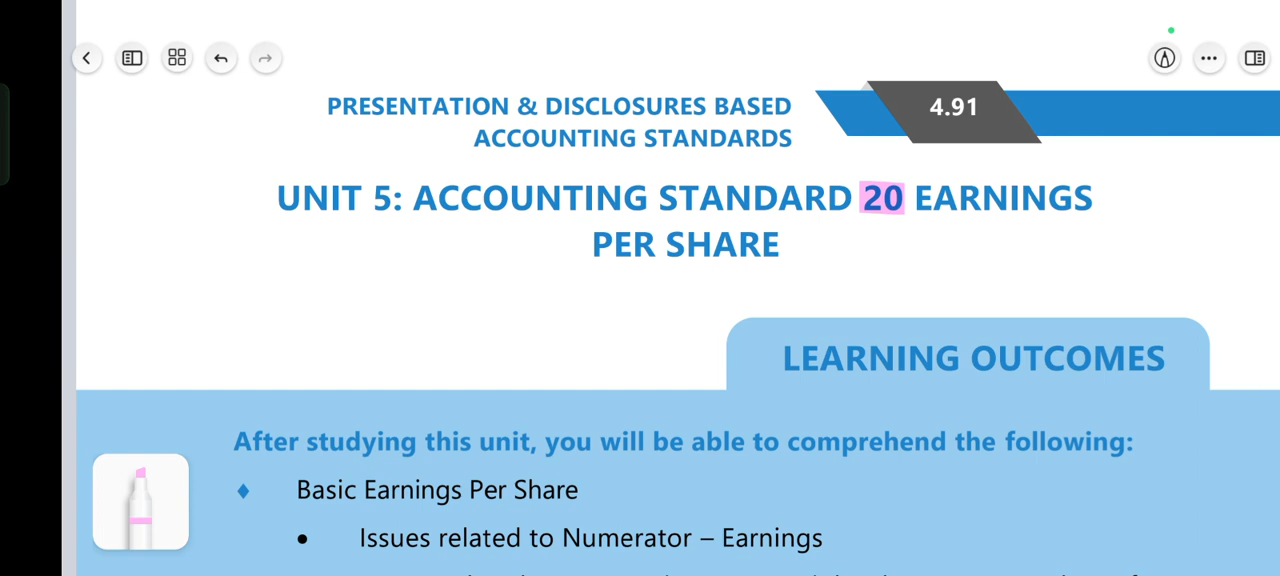 PRESENTATION & DISCLOSURES BASED
ACCOUNTING STANDARDS
4.91
UNIT 5: ACCOUNTING STANDARD 20 EARNINGS
PER SHARE
LEARNING OUTCOMES
After studying this unit, you will be able to comprehend the following:
♦ Basic Earnings Per Share
• Issues related to Numerator – Earnings